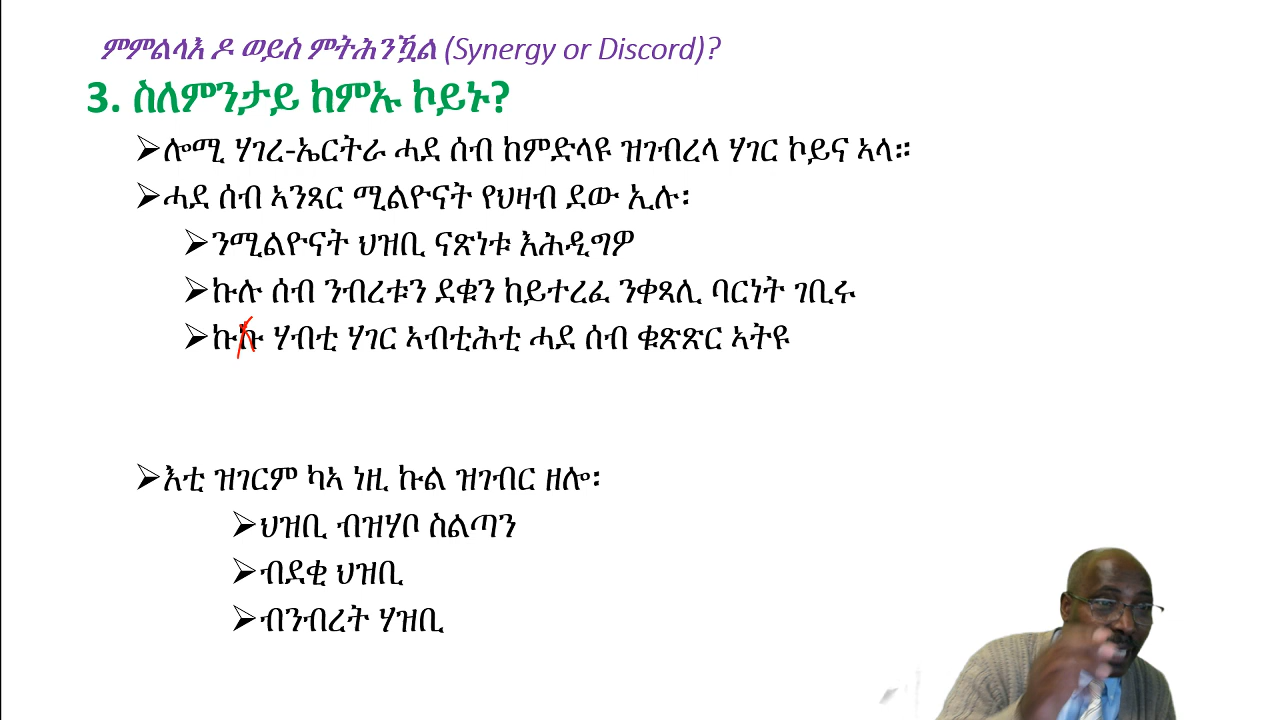 ምምልላእ ዶ ወይስ ምትሕንኟል (Synergy or Discord)?
3. ስለምንታይ ከምኡ ኮይኑ?
ሎሚ ሃገረ-ኤርትራ ሓደ ሰብ ከምድላዩ ዝገብረላ ሃገር ኮይና ኣላ።
ሓደ ሰብ ኣንጻር ሚልዮናት የህዛብ ደው ኢሉ፡
ንሚልዮናት ህዝቢ ናጽነቱ እሕዲግዎ
ኩሉ ሰብ ንብረቱን ደቁን ከይተረፈ ንቀጻሊ ባርነት ገቢሩ
ኩኩ ሃብቲ ሃገር ኣብቲሕቲ ሓደ ሰብ ቁጽጽር ኣትዩ
እቲ ዝገርም ካኣ ነዚ ኩል ዝገብር ዘሎ፡
ህዝቢ ብዝሃቦ ስልጣን
ብደቂ ህዝቢ
ብንብረት ሃዝቢ